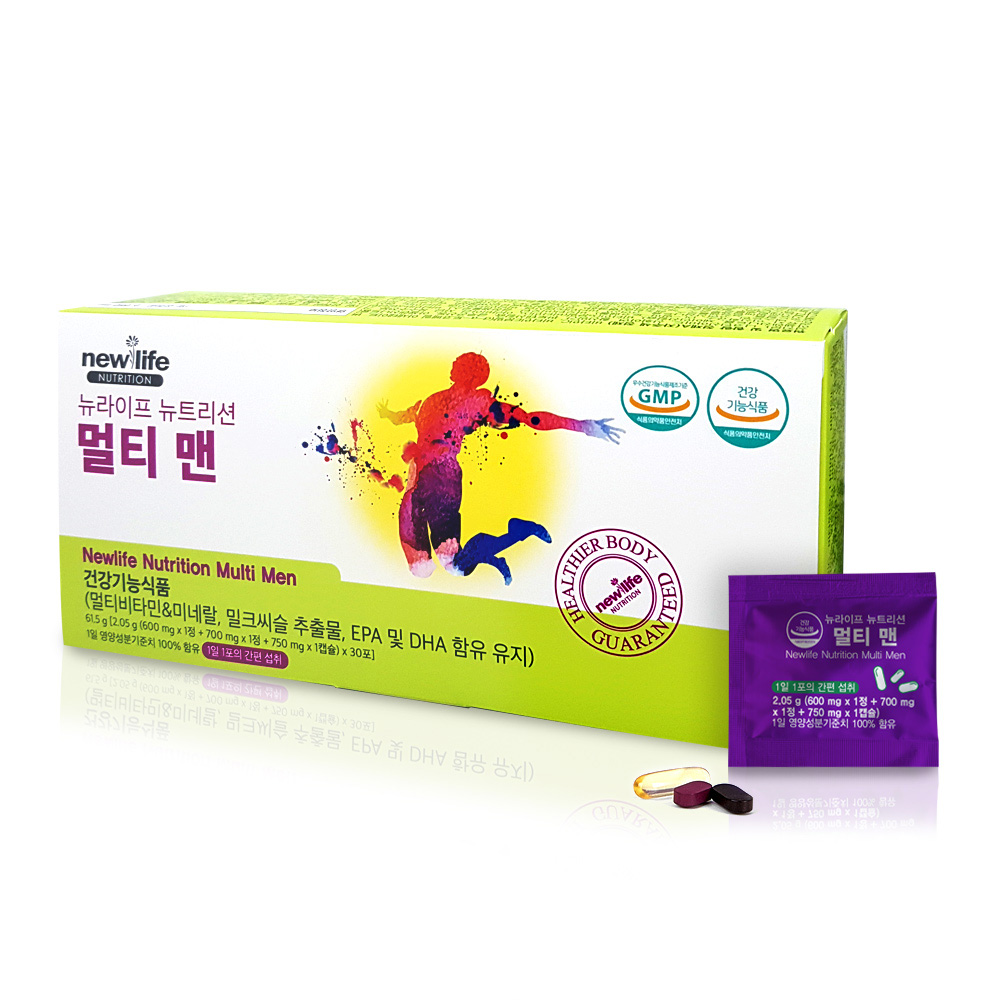 new life
NUTRITION
뉴라이프 뉴트리션
멀티 맨
우수건강기능식품제조기준
GMP
식품의약품안전처
건강
기능식품
식품의약품안전처
Newlife Nutrition Multi Men
건강기능식품
(멀티비타민&미네랄, 밀크씨슬 추출물, EPA 및 DHA 함유 유지)
61.5 g [2.05 g (600 mg x 1정 + 700 mg x 1정 + 750 mg x 1캡슐) x 30포]
1일 영양성분기준치 100% 함유 1일 1포의 간편 섭취
HEALTHIER BODY
new life
NUTRITION
GUARANTEED
건강
기능식품
뉴라이프 뉴트리션
멀티 맨
Newlife Nutrition Multi Men
1일 1포의 간편 섭취
2.05 g (600 mg x 1정 + 700 mg
x 1정 + 750 mg x 1캡슐)
1일 영양성분기준치 100% 함유